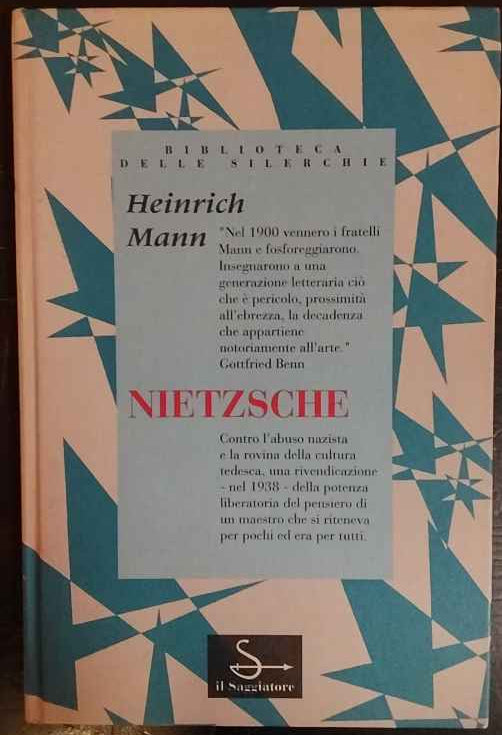 BIBLIOTECA
DELLE SILERCHIE
Heinrich
Mann
"Nel 1900 vennero i fratelli
Mann e fosforeggiarono.
Insegnarono a una
generazione letteraria ciò
che è pericolo, prossimità
all'ebrezza, la decadenza
che appartiene
notoriamente all'arte."
Gottfried Benn
NIETZSCHE
Contro l'abuso nazista
e la rovina della cultura
tedesca, una rivendicazione
- nel 1938 - della potenza
liberatoria del pensiero di
un maestro che si riteneva
per pochi ed era per tutti.
il Saggiatore